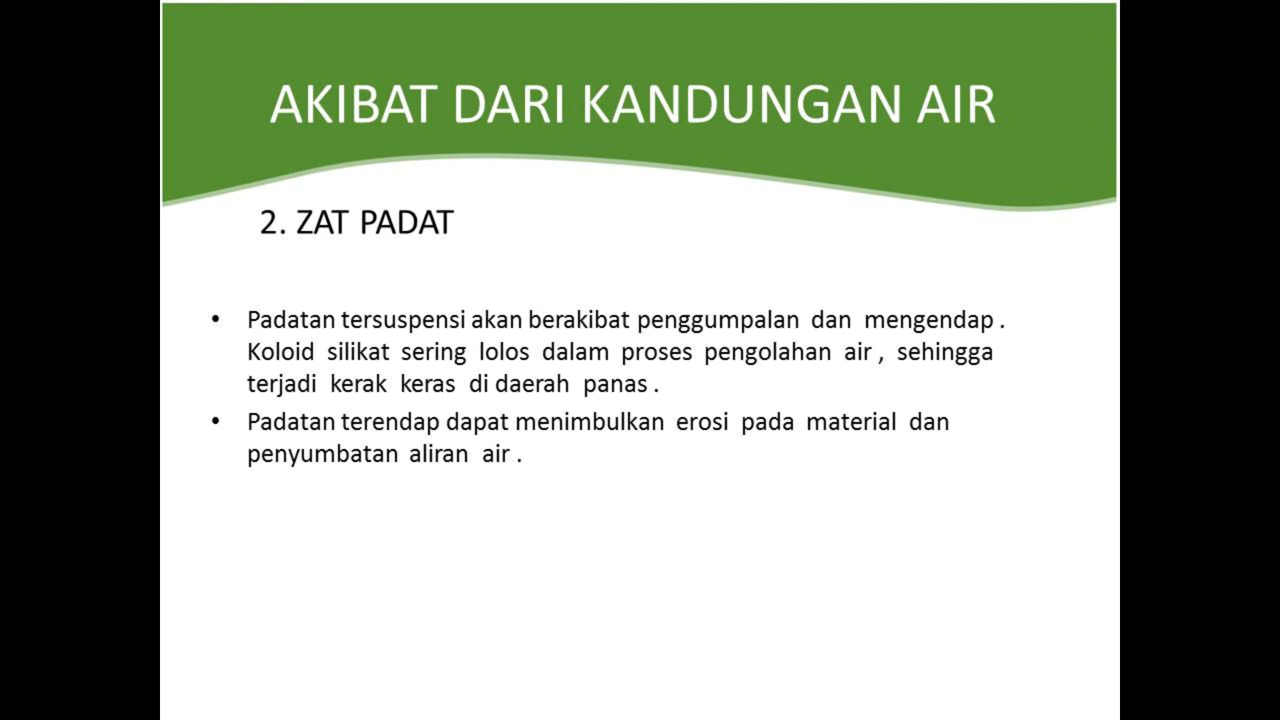 AKIBAT DARI KANDUNGAN AIR
2. ZAT PADAT
• Padatan tersuspensi akan berakibat penggumpalan dan mengendap .
Koloid silikat sering lolos dalam proses pengolahan air , sehingga
terjadi kerak keras di daerah panas .
• Padatan terendap dapat menimbulkan erosi pada material dan
penyumbatan aliran air .